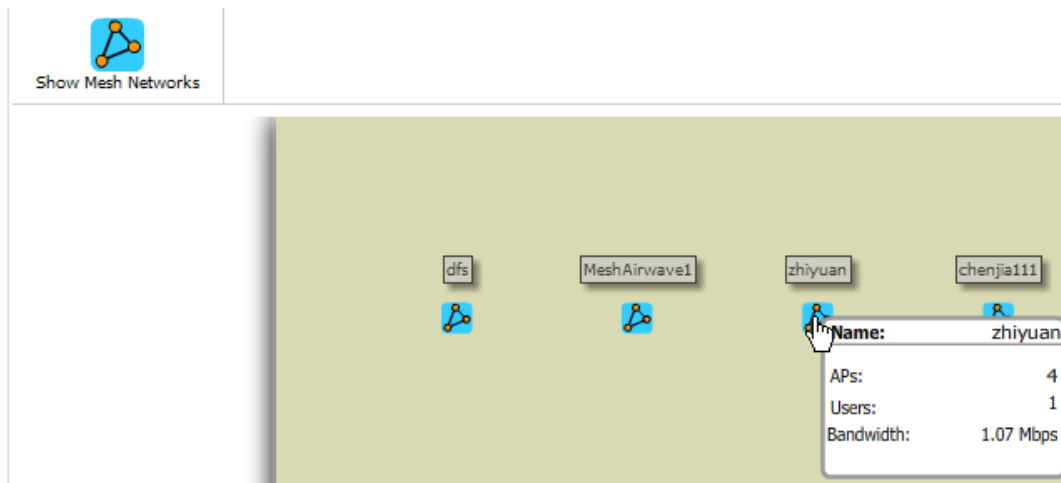 Show Mesh Networks
dfs
MeshAirwave1
zhiyuan
chenjia111
Name: zhiyuan
APs: 4
Users: 1
Bandwidth: 1.07 Mbps